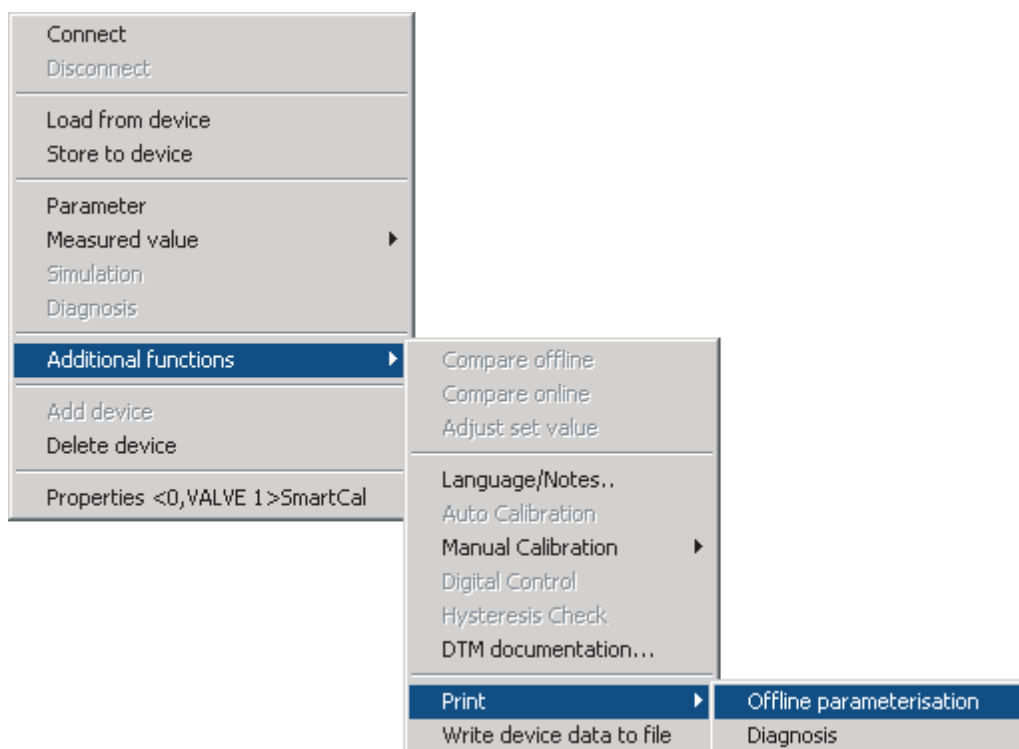 Connect
Disconnect
Load from device
Store to device
Parameter
Measured value
Simulation
Diagnosis
Additional functions
Add device
Delete device
Properties <0,VALVE 1>SmartCal
Compare offline
Compare online
Adjust set value
Language/Notes..
Auto Calibration
Manual Calibration
Digital Control
Hysteresis Check
DTM documentation...
Print
Write device data to file
Offline parameterisation
Diagnosis